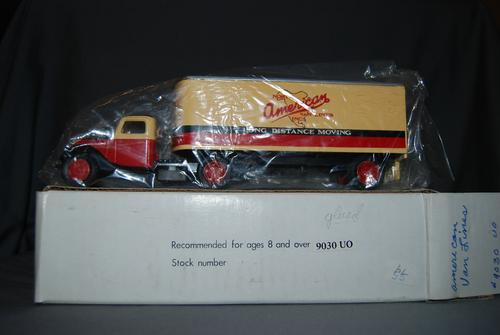 American
LONG DISTANCE MOVING
glued
Recommended for ages 8 and over 9030 UO
Stock number
american
Van Lines
# 9030 UO